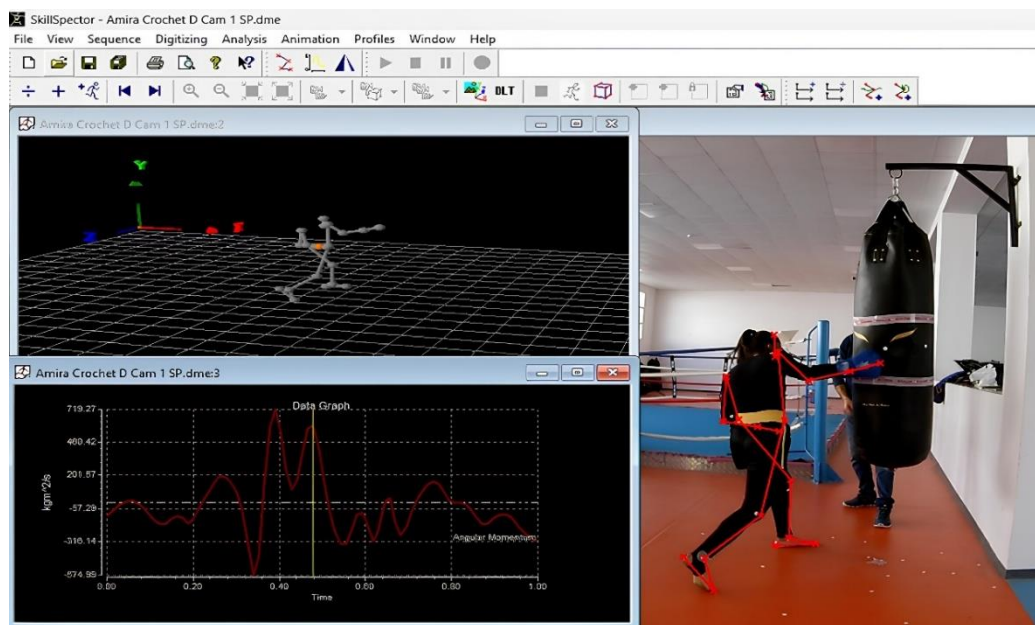 SkillSpector - Amira Crochet D Cam 1 SP.dme
File View Sequence Digitizing Analysis Animation Profiles Window Help
DLT
Amira Crochet D Cam 1 SP.dme:2
Y
Amira Crochet D Cam 1 SP.dme:3
Data Graph
719.27
460.42
201.57
-57.28
-316.14
-574.99
kgm^2/s
Angular Momentum
0.00 0.20 0.40 0.60 0.80 1.00
Time